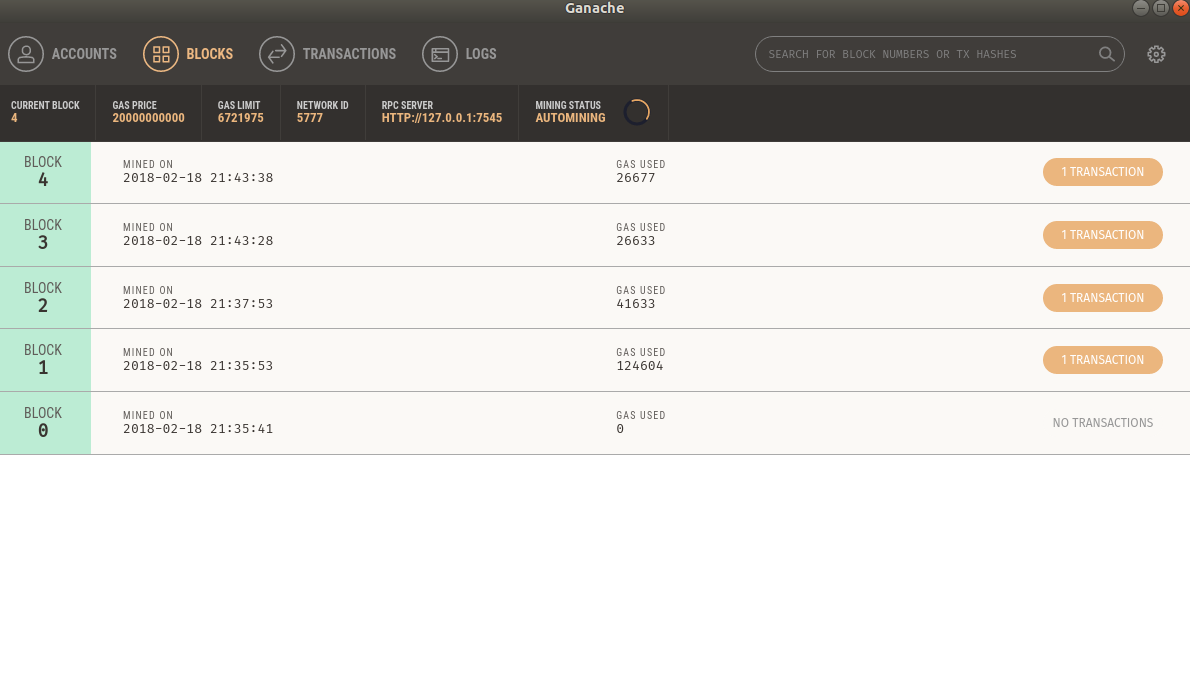 Ganache
ACCOUNTS BLOCKS TRANSACTIONS LOGS SEARCH FOR BLOCK NUMBERS OR TX HASHES
CURRENT BLOCK GAS PRICE GAS LIMIT NETWORK ID RPC SERVER MINING STATUS
4 20000000000 6721975 5777 HTTP://127.0.0.1:7545 AUTOMINING
BLOCK MINED ON GAS USED
4 2018-02-18 21:43:38 26677 1 TRANSACTION
BLOCK MINED ON GAS USED
3 2018-02-18 21:43:28 26633 1 TRANSACTION
BLOCK MINED ON GAS USED
2 2018-02-18 21:37:53 41633 1 TRANSACTION
BLOCK MINED ON GAS USED
1 2018-02-18 21:35:53 124604 1 TRANSACTION
BLOCK MINED ON GAS USED
0 2018-02-18 21:35:41 0 NO TRANSACTIONS